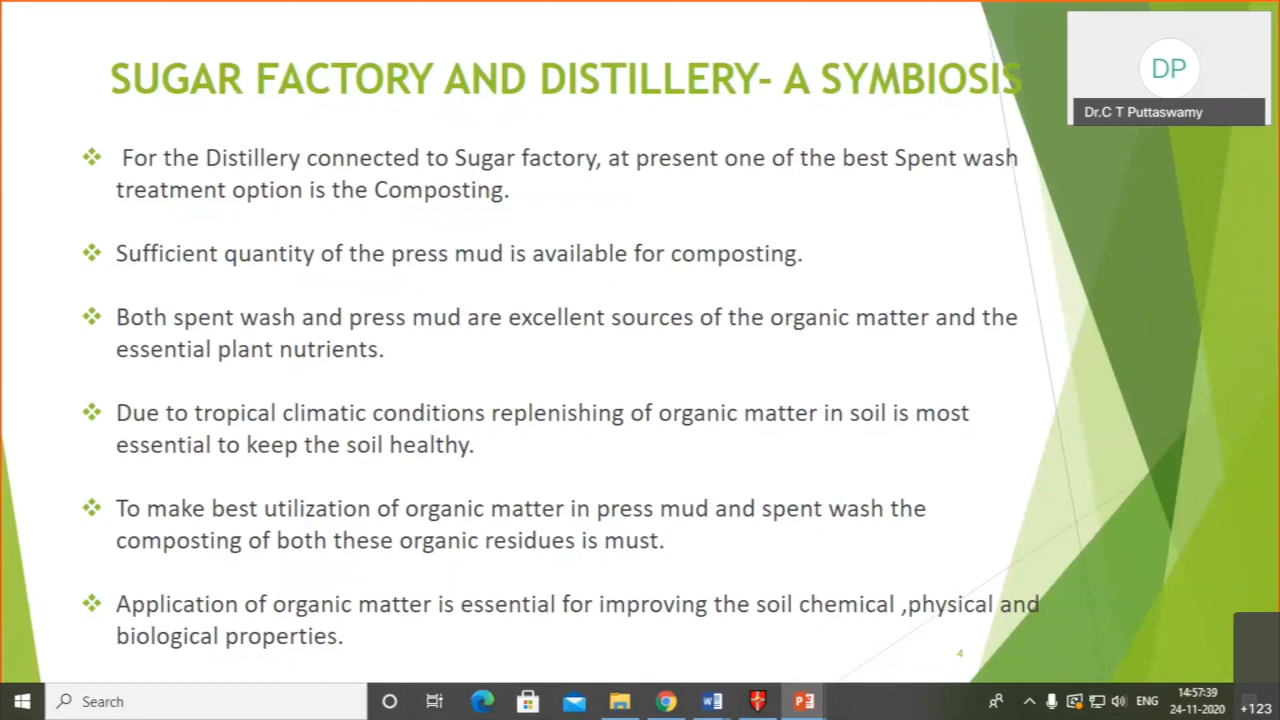 SUGAR FACTORY AND DISTILLERY- A SYMBIOSIS
DP
Dr.C T Puttaswamy
For the Distillery connected to Sugar factory, at present one of the best Spent wash
treatment option is the Composting.
Sufficient quantity of the press mud is available for composting.
Both spent wash and press mud are excellent sources of the organic matter and the
essential plant nutrients.
Due to tropical climatic conditions replenishing of organic matter in soil is most
essential to keep the soil healthy.
To make best utilization of organic matter in press mud and spent wash the
composting of both these organic residues is must.
Application of organic matter is essential for improving the soil chemical ,physical and
biological properties.
4
Search
ENG
14:57:39
24-11-2020
+123